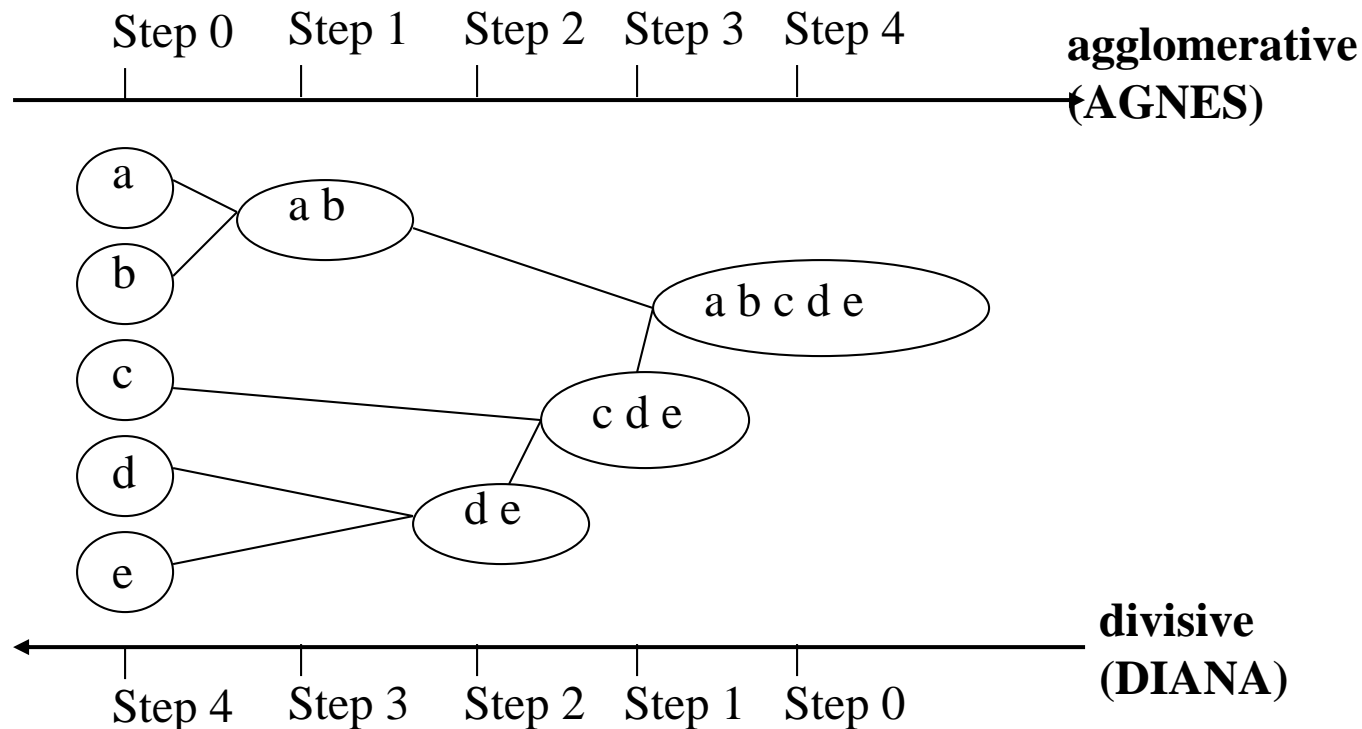 Step 0 Step 1 Step 2 Step 3 Step 4
agglomerative
(AGNES)
a
a b
b
a b c d e
c
c d e
d
d e
e
divisive
(DIANA)
Step 4 Step 3 Step 2 Step 1 Step 0